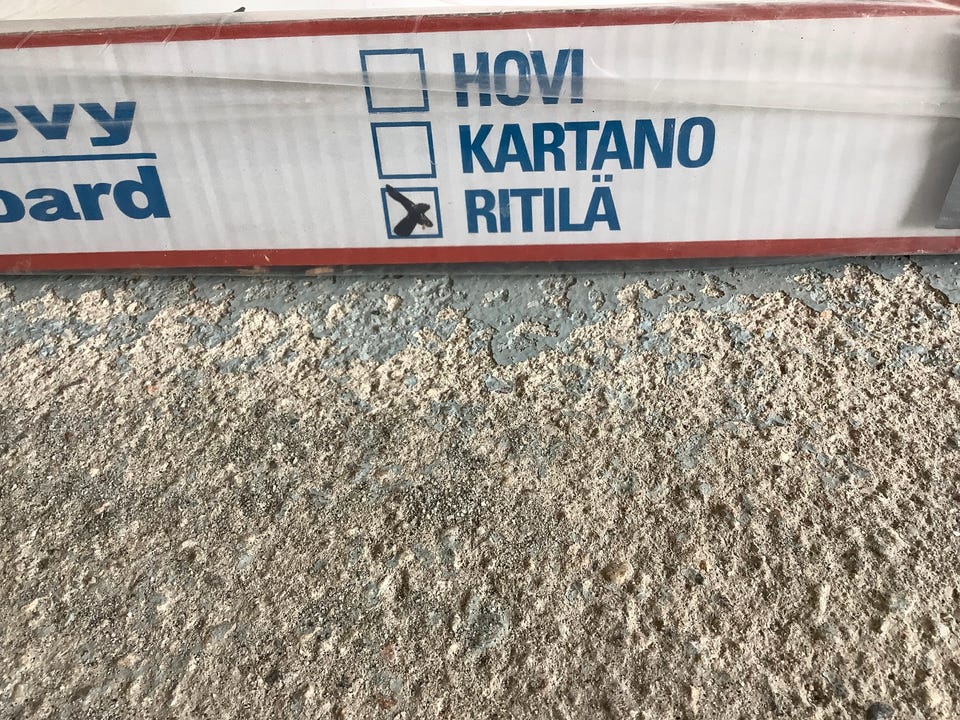 evy
oard
HOVI
KARTANO
RITILÄ